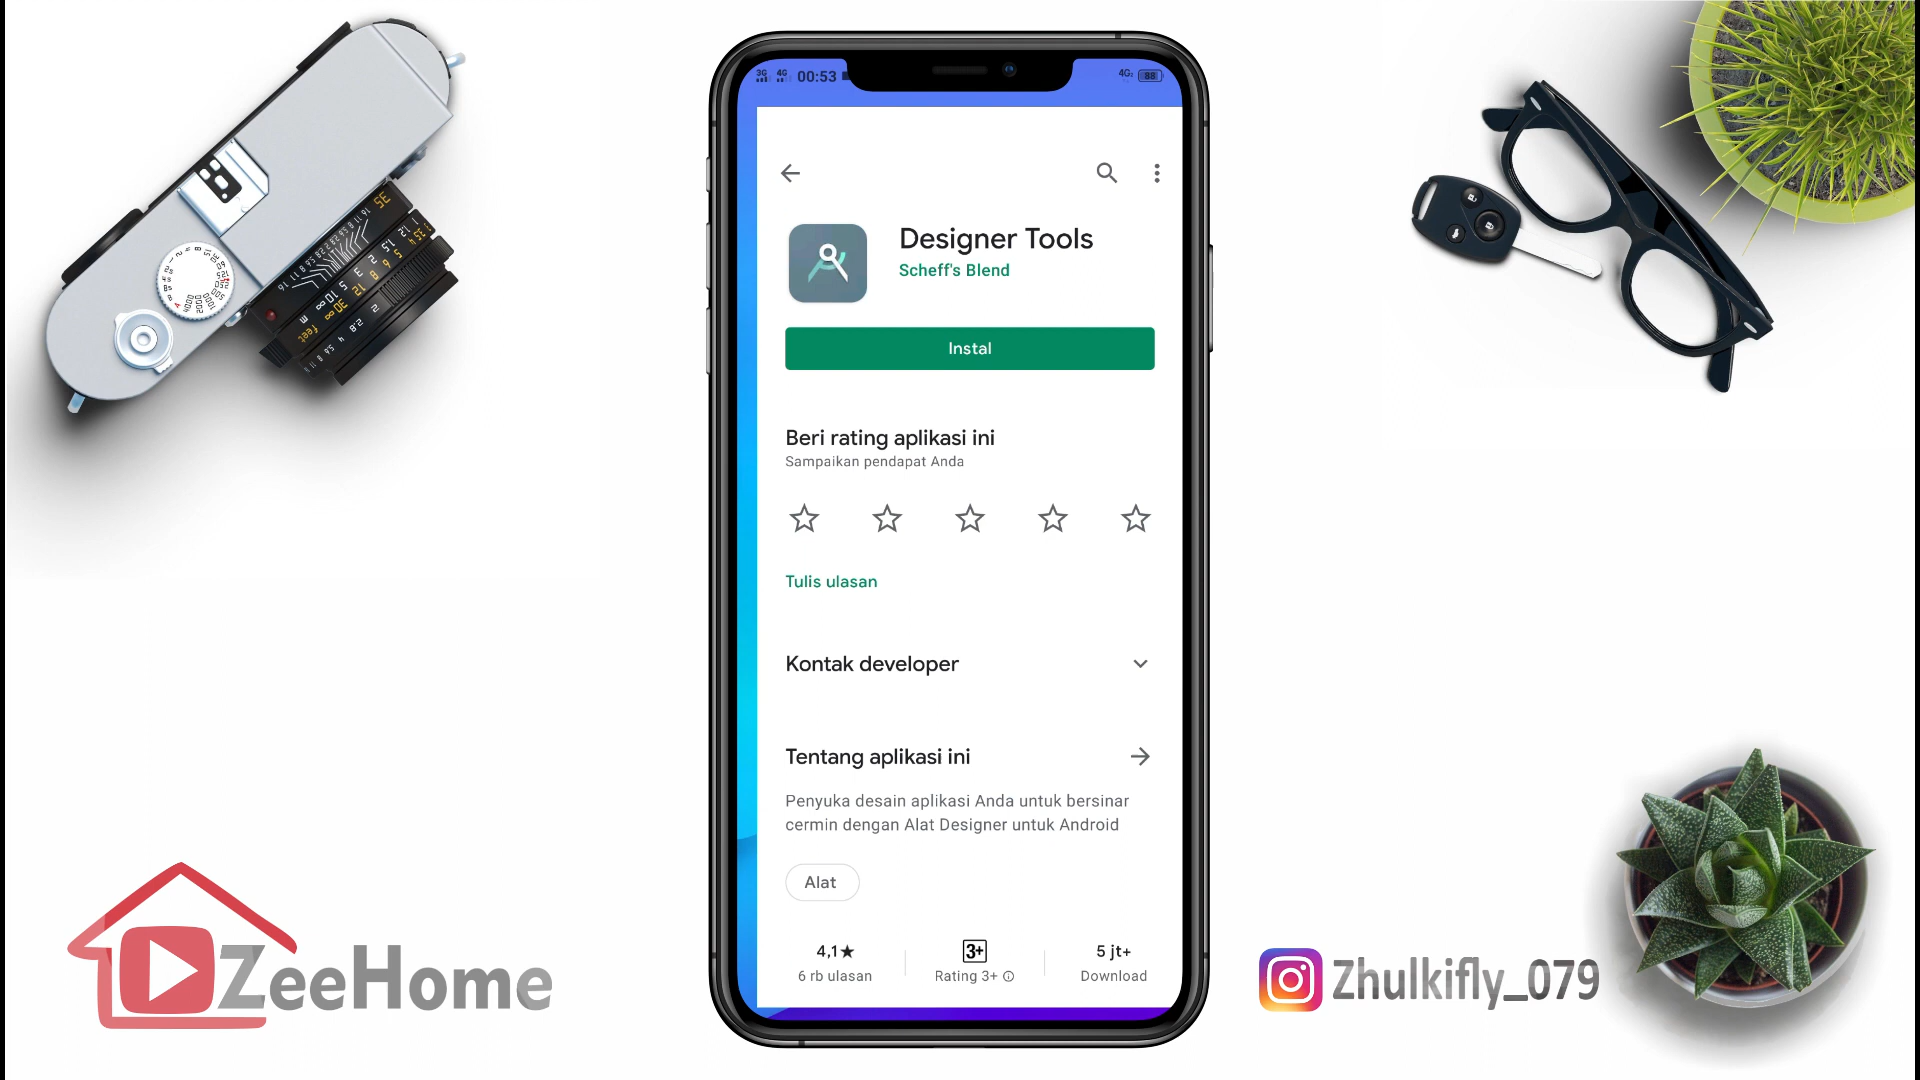 00:53
88
Designer Tools
Scheff's Blend
Instal
Beri rating aplikasi ini
Sampaikan pendapat Anda
Tulis ulasan
Kontak developer
Tentang aplikasi ini
Penyuka desain aplikasi Anda untuk bersinar
cermin dengan Alat Designer untuk Android
Alat
4,1★ 3+ 5 jt+
6 rb ulasan Rating 3+ Download
ZeeHome
Zhulkifly_079